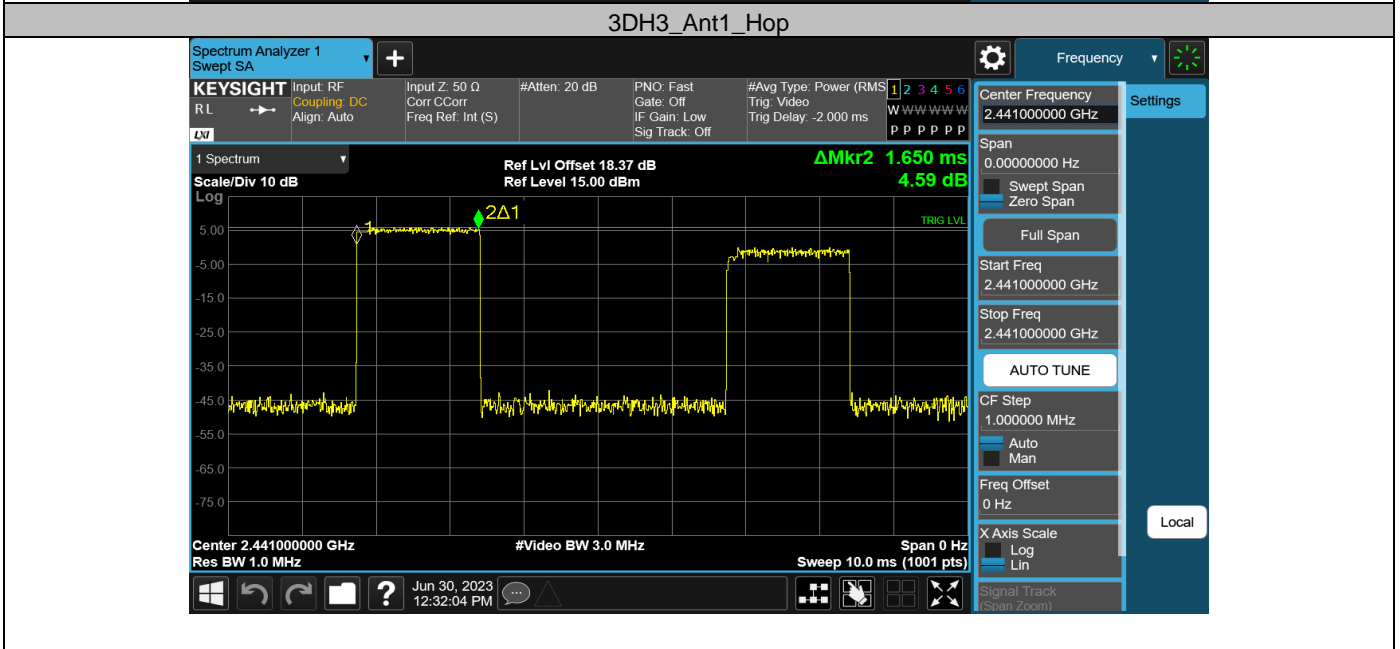 3DH3_Ant1_Hop
Spectrum Analyzer 1
Swept SA
+
Frequency
KEYSIGHT
RL
LXI
Input: RF
Coupling: DC
Align: Auto
Input Z: 50 Ω
Corr CCorr
Freq Ref: Int (S)
#Atten: 20 dB
PNO: Fast
Gate: Off
IF Gain: Low
Sig Track: Off
#Avg Type: Power (RMS
Trig: Video
Trig Delay: -2.000 ms
1 2 3 4 5 6
W W W W W W
P P P P P P
1 Spectrum
Scale/Div 10 dB
Log
Ref Lvl Offset 18.37 dB
Ref Level 15.00 dBm
ΔMkr2 1.650 ms
4.59 dB
2Δ1
1
TRIG LVL
5.00
-5.00
-15.0
-25.0
-35.0
-45.0
-55.0
-65.0
-75.0
Center 2.441000000 GHz
Res BW 1.0 MHz
#Video BW 3.0 MHz
Span 0 Hz
Sweep 10.0 ms (1001 pts)
?
Jun 30, 2023
12:32:04 PM
Center Frequency
2.441000000 GHz
Span
0.00000000 Hz
Swept Span
Zero Span
Full Span
Start Freq
2.441000000 GHz
Stop Freq
2.441000000 GHz
AUTO TUNE
CF Step
1.000000 MHz
Auto
Man
Freq Offset
0 Hz
X Axis Scale
Log
Lin
Signal Track
(Span Zoom)
Settings
Local